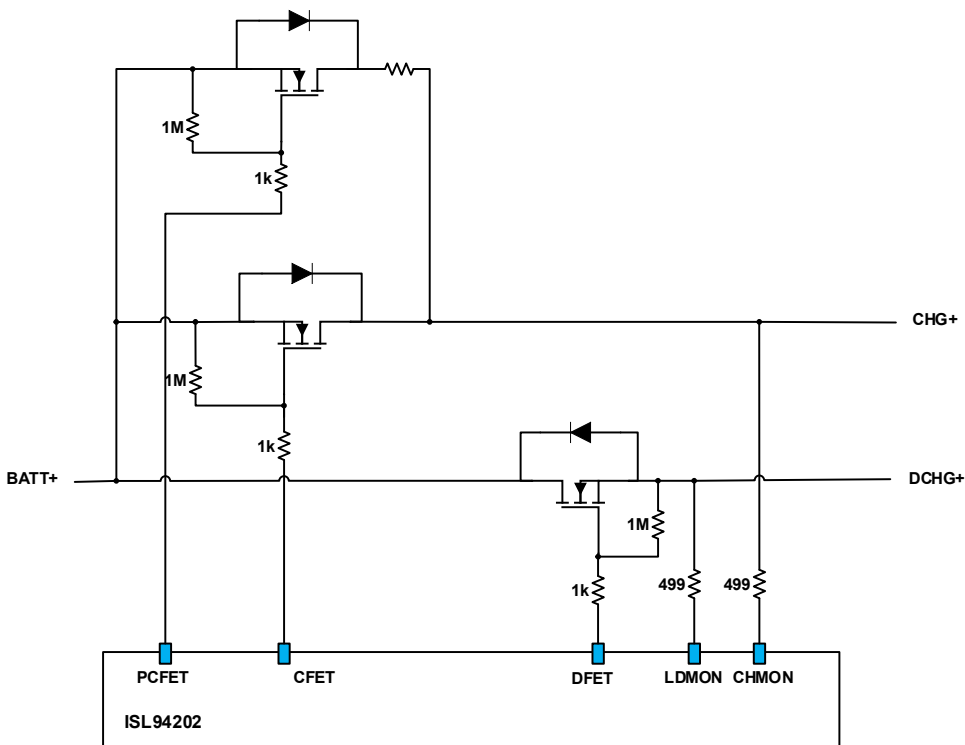 1M
1k
CHG+
1M
1k
BATT+
DCHG+
1M
1k
499
499
PCFET
CFET
DFET
LDMON
CHMON
ISL94202